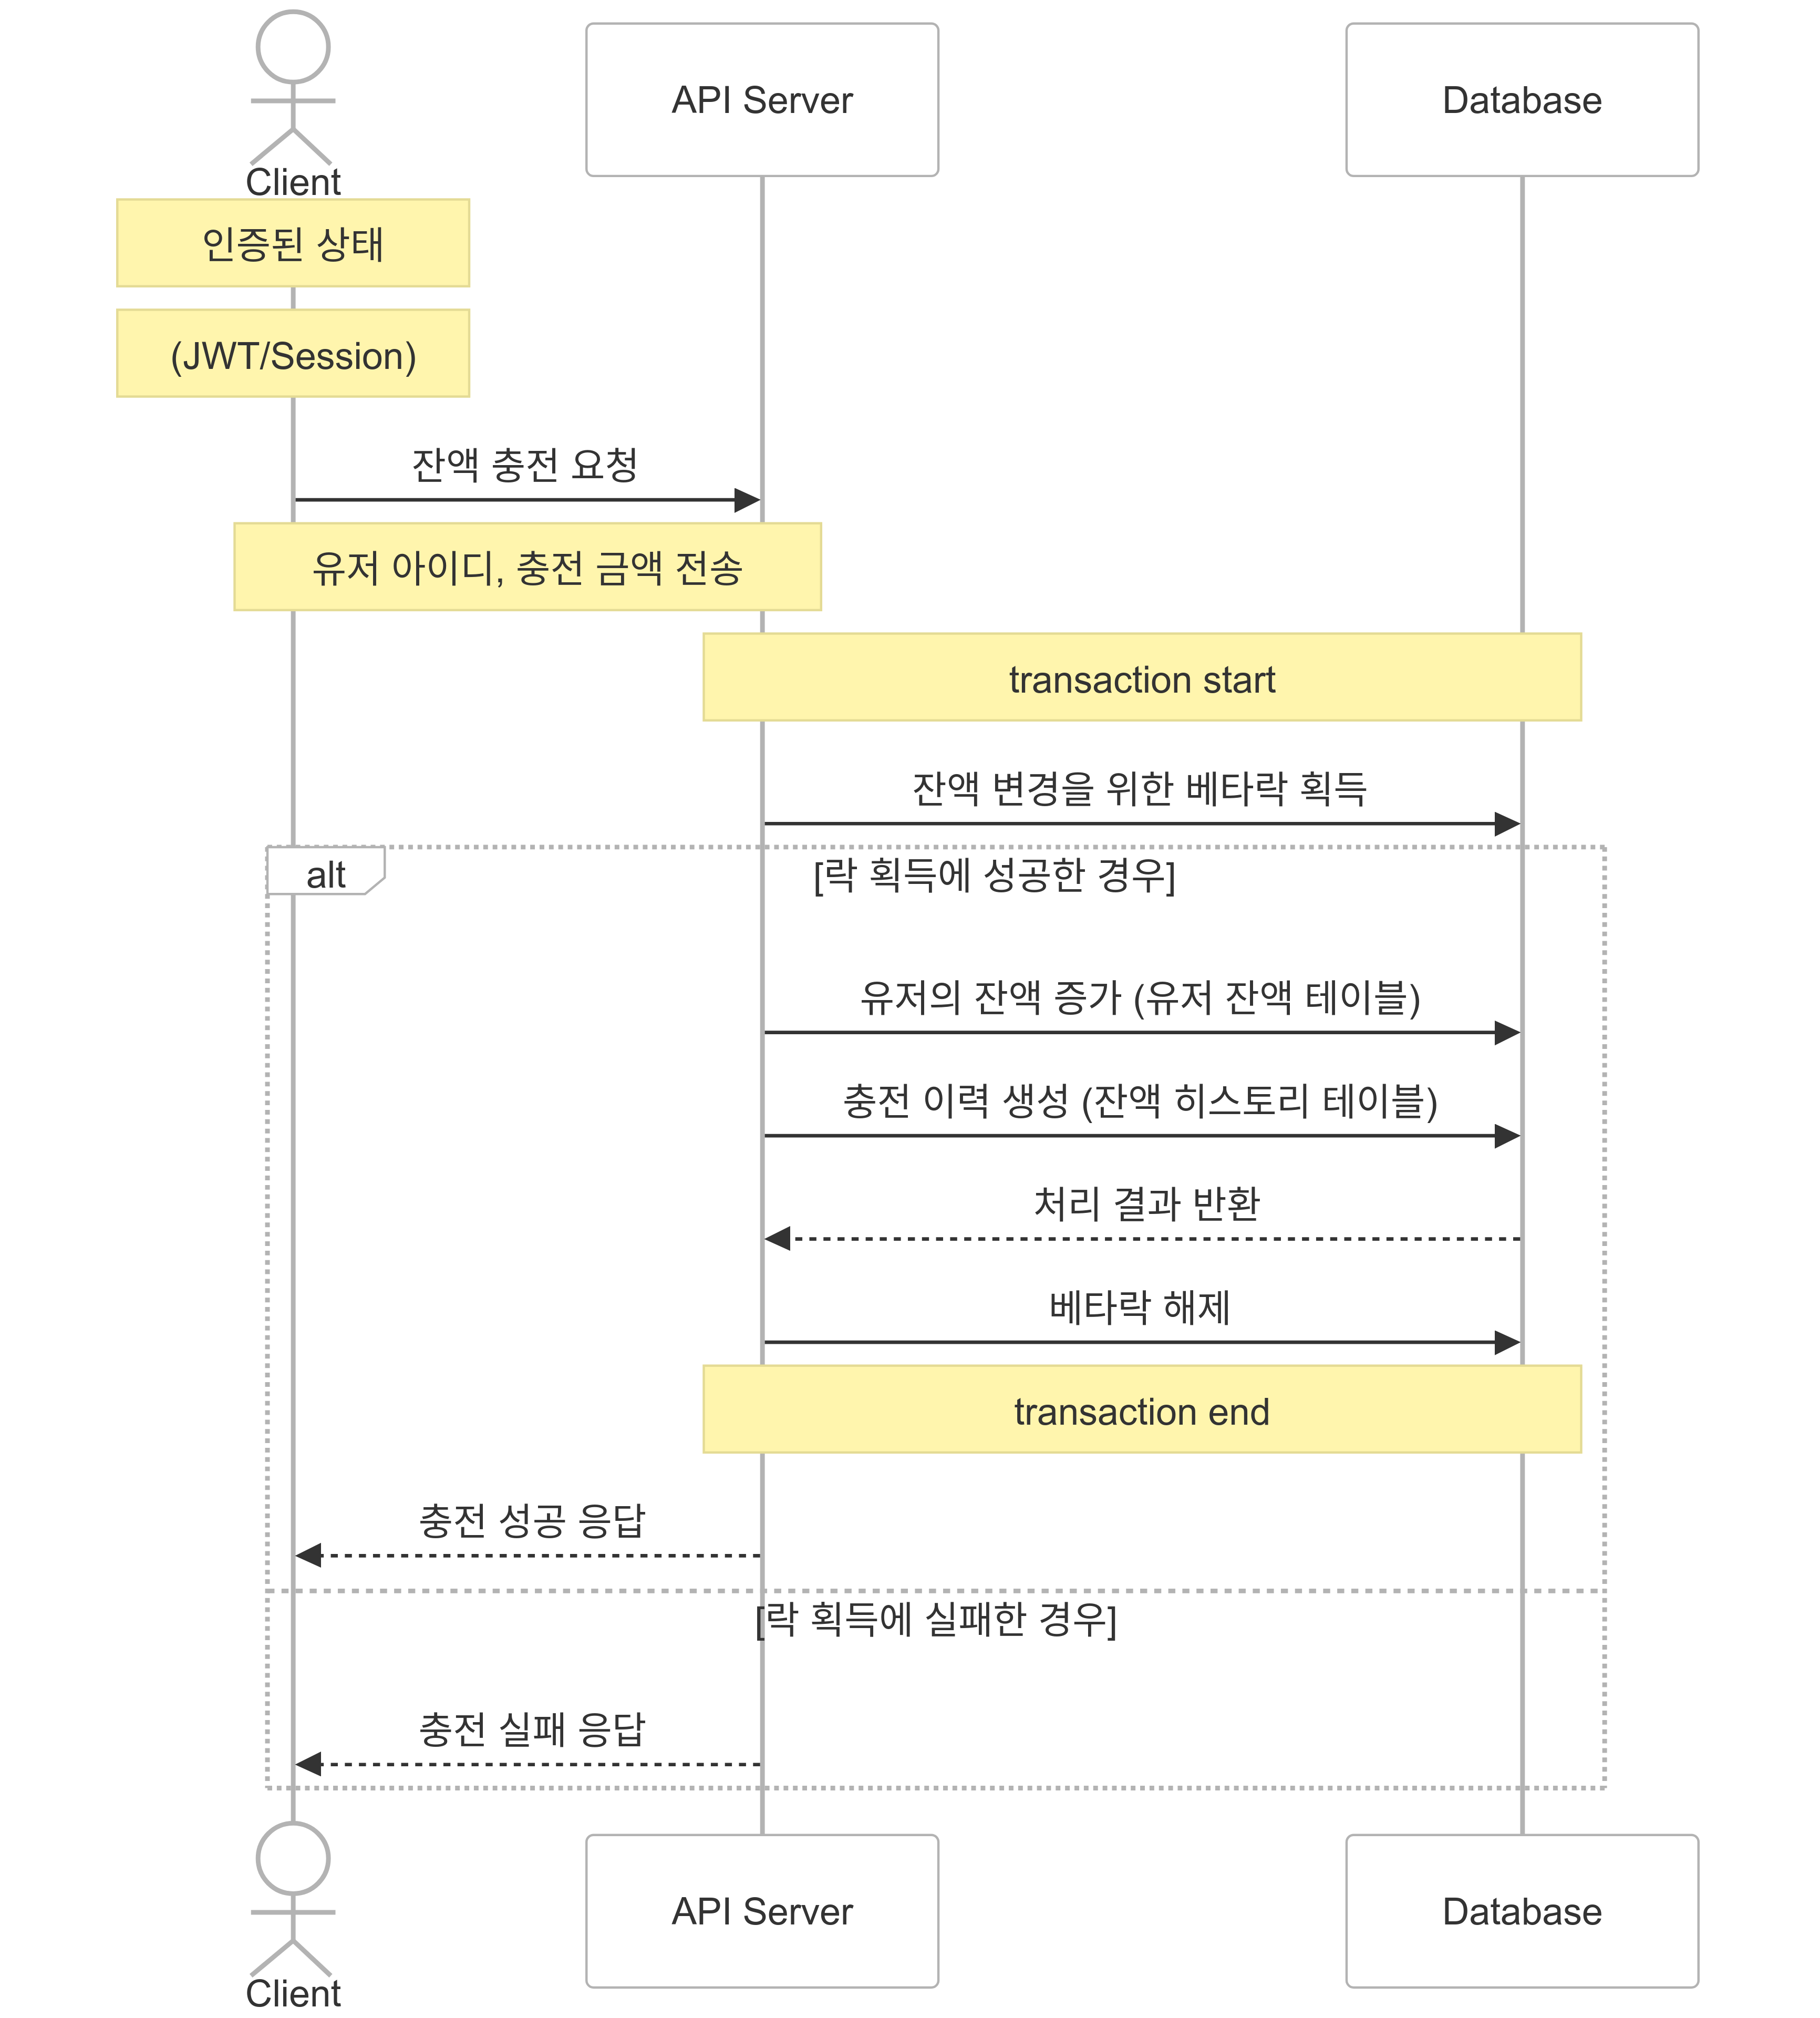 Client
API Server
Database
인증된 상태
(JWT/Session)
잔액 충전 요청
유저 아이디, 충전 금액 전송
transaction start
잔액 변경을 위한 베타락 획득
alt
[락 획득에 성공한 경우]
유저의 잔액 증가 (유저 잔액 테이블)
충전 이력 생성 (잔액 히스토리 테이블)
처리 결과 반환
베타락 해제
transaction end
충전 성공 응답
[락 획득에 실패한 경우]
충전 실패 응답
Client
API Server
Database